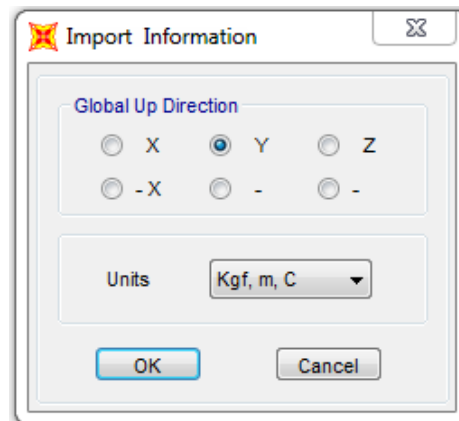 Import Information
Global Up Direction
X Y Z
- X - -
Units Kgf, m, C
OK Cancel